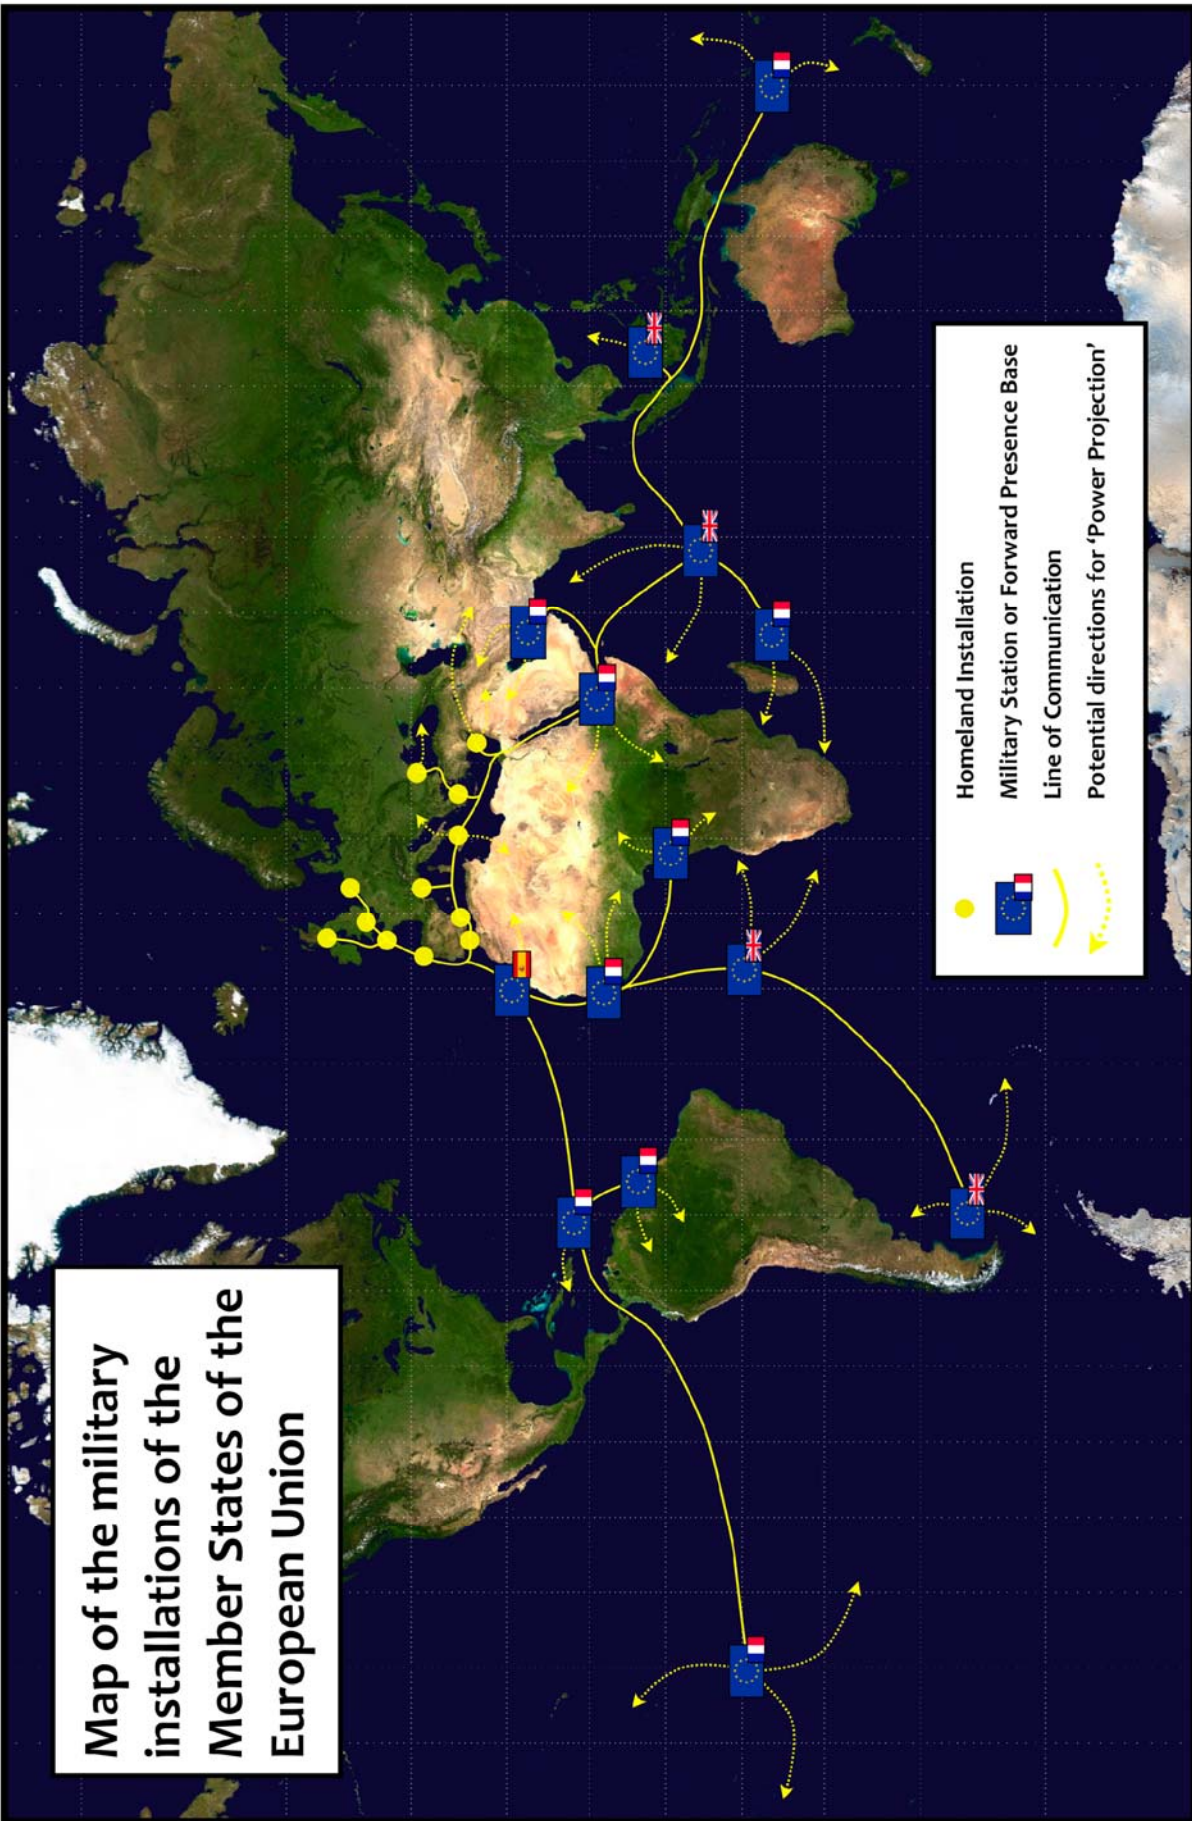 Map of the military
installations of the
Member States of the
European Union
Homeland Installation
Military Station or Forward Presence Base
Line of Communication
Potential directions for ‘Power Projection’